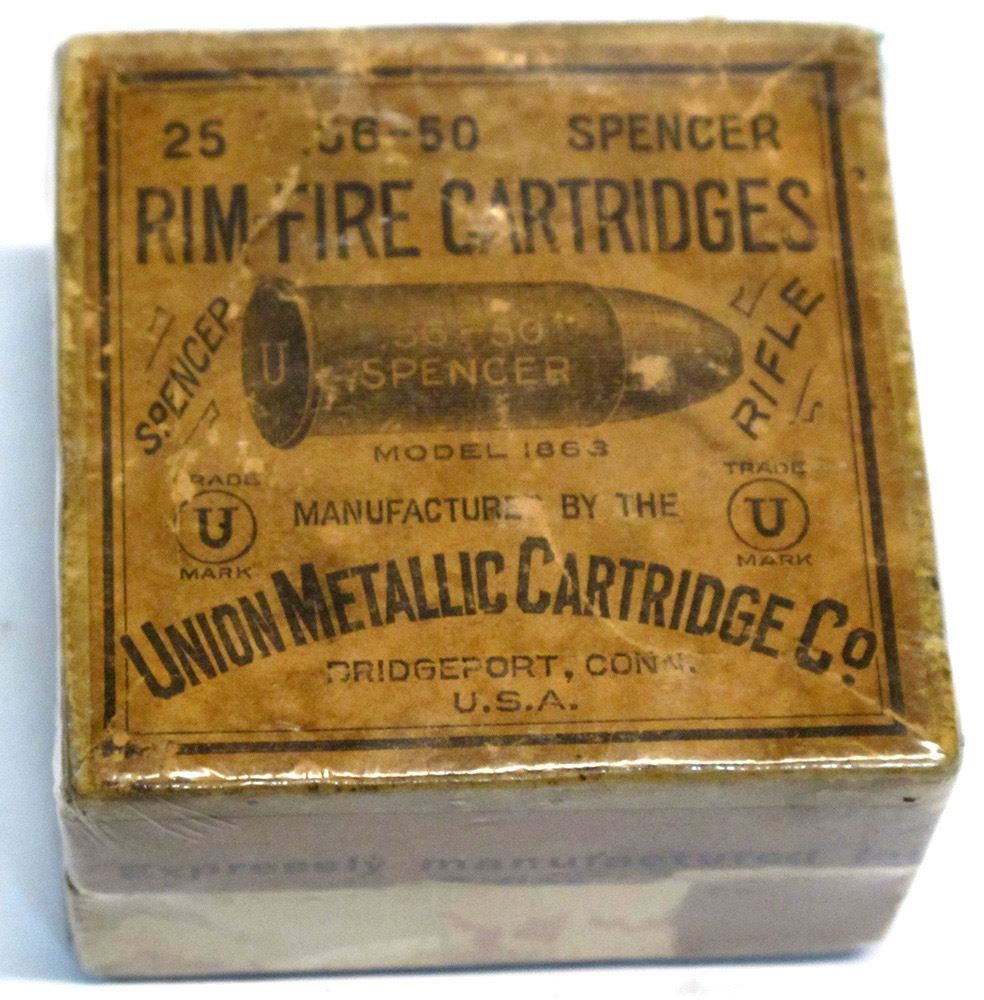 25 .56-50 SPENCER
RIM FIRE CARTRIDGES
SPENCER
RIFLE
U
.56-50
SPENCER
MODEL 1863
TRADE
U
MARK
TRADE
U
MARK
MANUFACTURED BY THE
UNION METALLIC CARTRIDGE CO.
BRIDGEPORT, CONN.
U.S.A.
Expressly manufactured